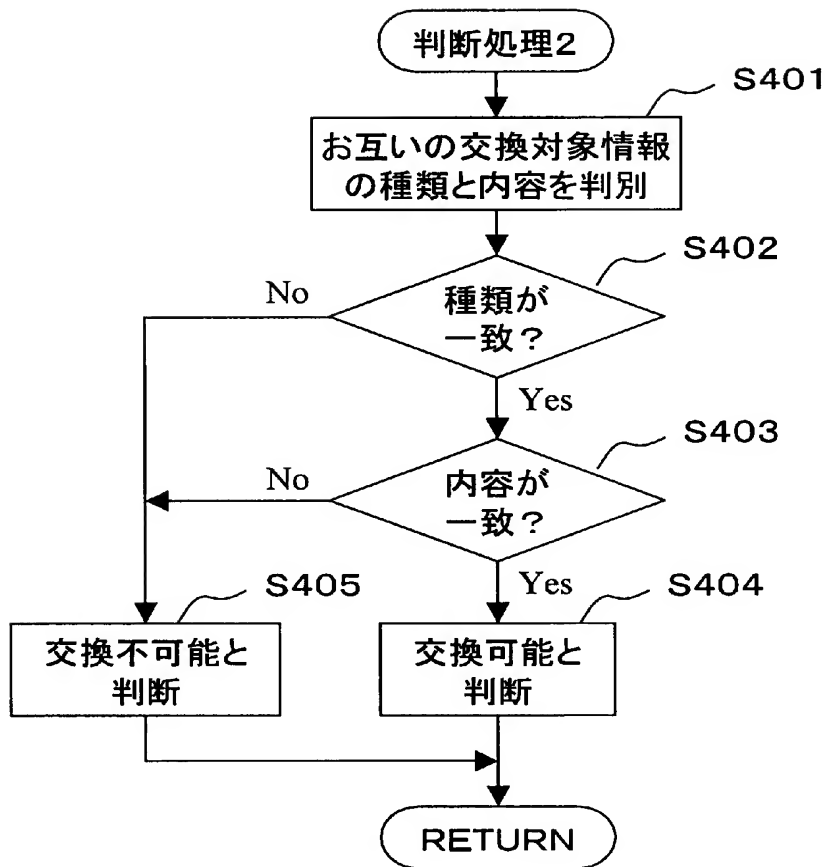 判断処理2
S401
お互いの交換対象情報
の種類と内容を判別
S402
No
種類が
一致?
Yes
S403
No
内容が
一致?
Yes
S405
S404
交換不可能と
判断
交換可能と
判断
RETURN